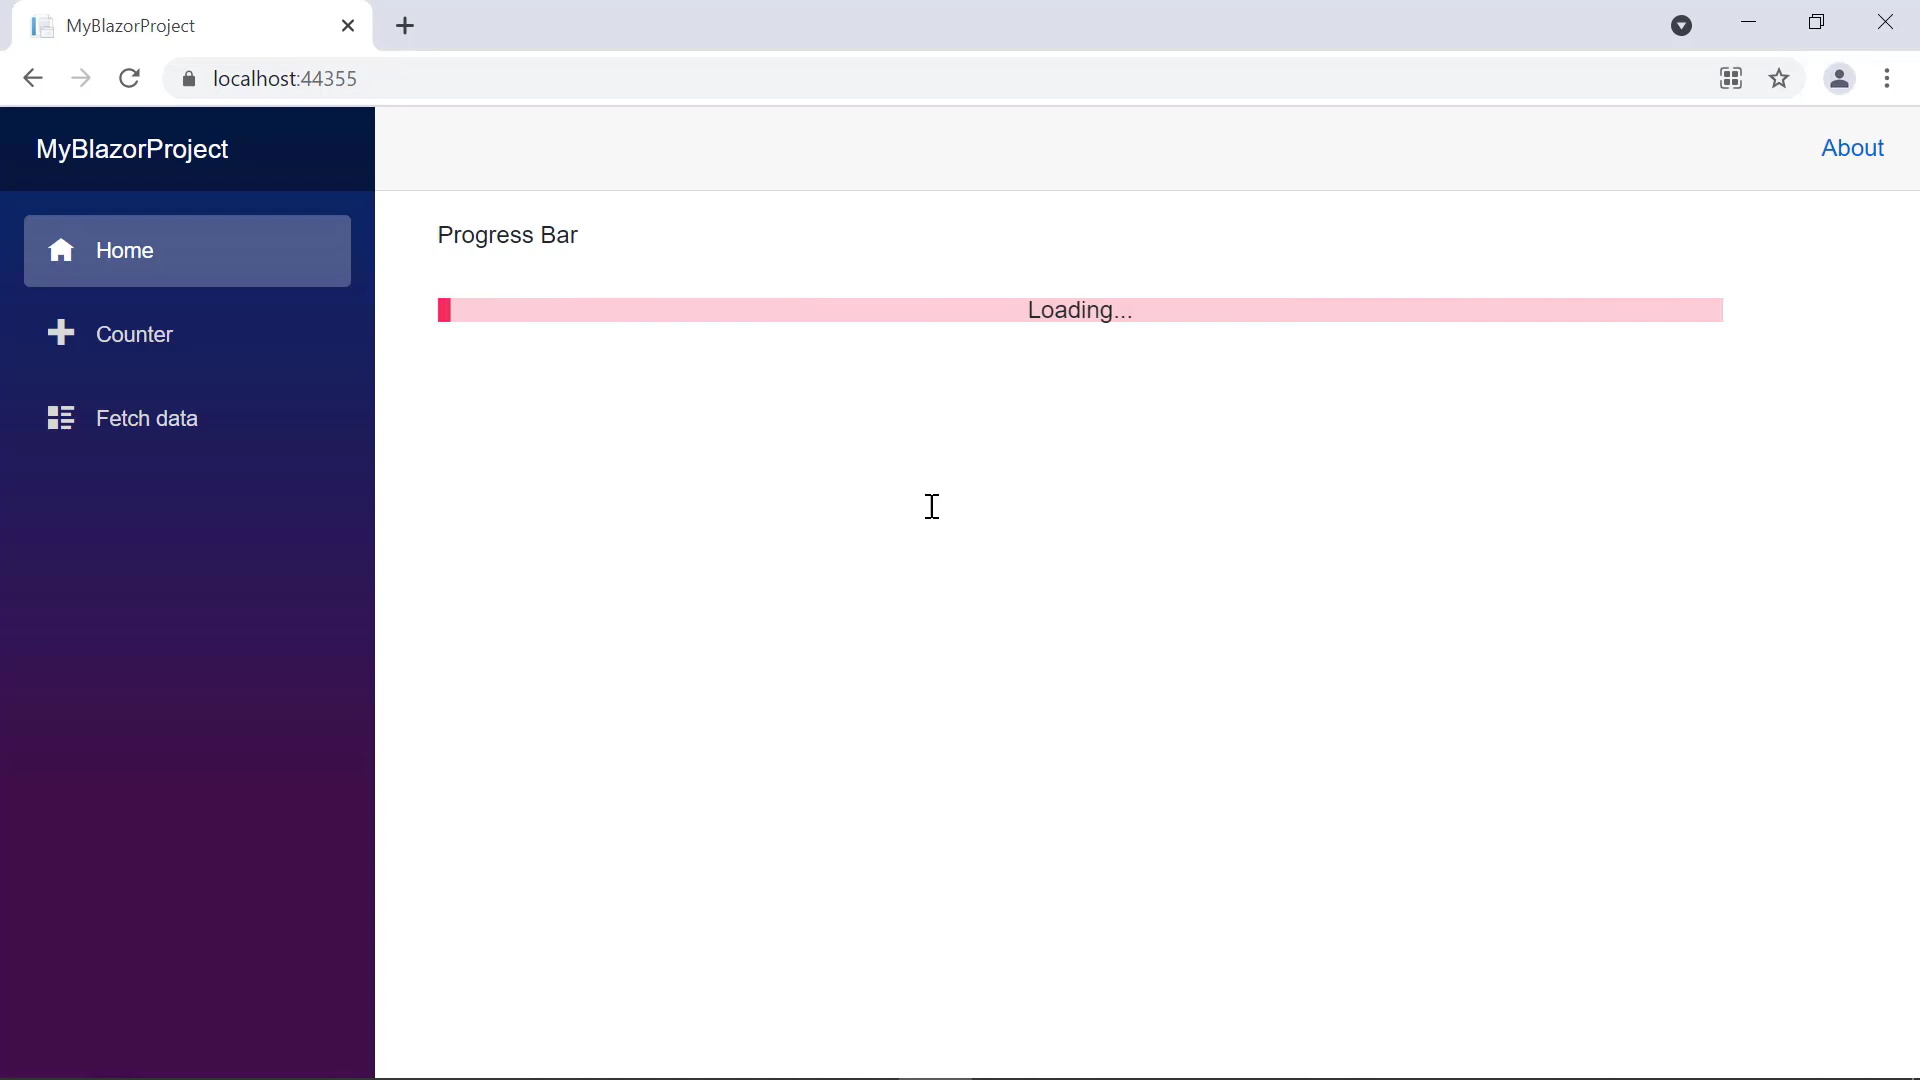 MyBlazorProject
localhost:44355
MyBlazorProject
About
Home
Counter
Fetch data
Progress Bar
Loading...